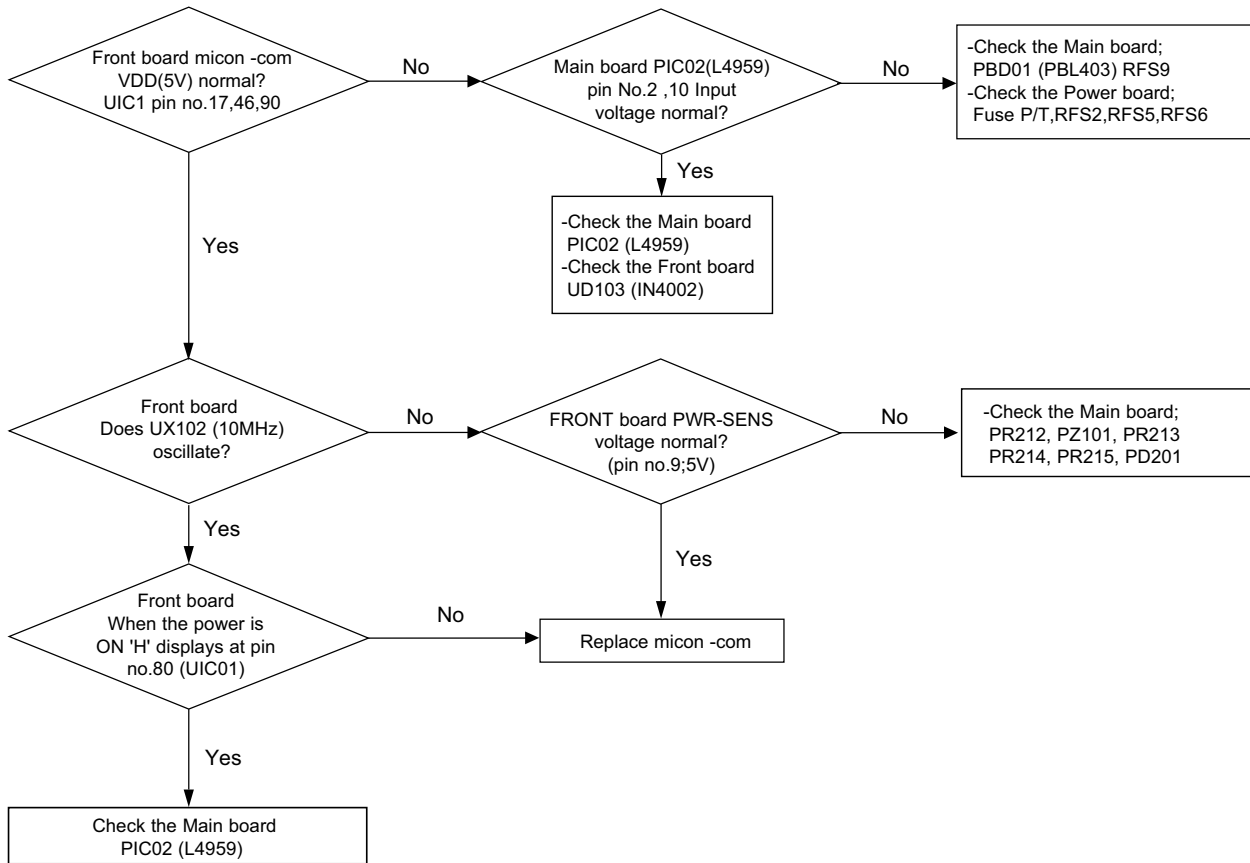 Front board micon -com
VDD(5V) normal?
UIC1 pin no.17,46,90
No
Main board PIC02(L4959)
pin No.2 ,10 Input
voltage normal?
No
-Check the Main board;
PBD01 (PBL403) RFS9
-Check the Power board;
Fuse P/T,RFS2,RFS5,RFS6
Yes
-Check the Main board
PIC02 (L4959)
-Check the Front board
UD103 (IN4002)
Yes
Front board
Does UX102 (10MHz)
oscillate?
No
FRONT board PWR-SENS
voltage normal?
(pin no.9;5V)
No
-Check the Main board;
PR212, PZ101, PR213
PR214, PR215, PD201
Yes
Yes
Front board
When the power is
ON 'H' displays at pin
no.80 (UIC01)
No
Replace micon -com
Yes
Check the Main board
PIC02 (L4959)